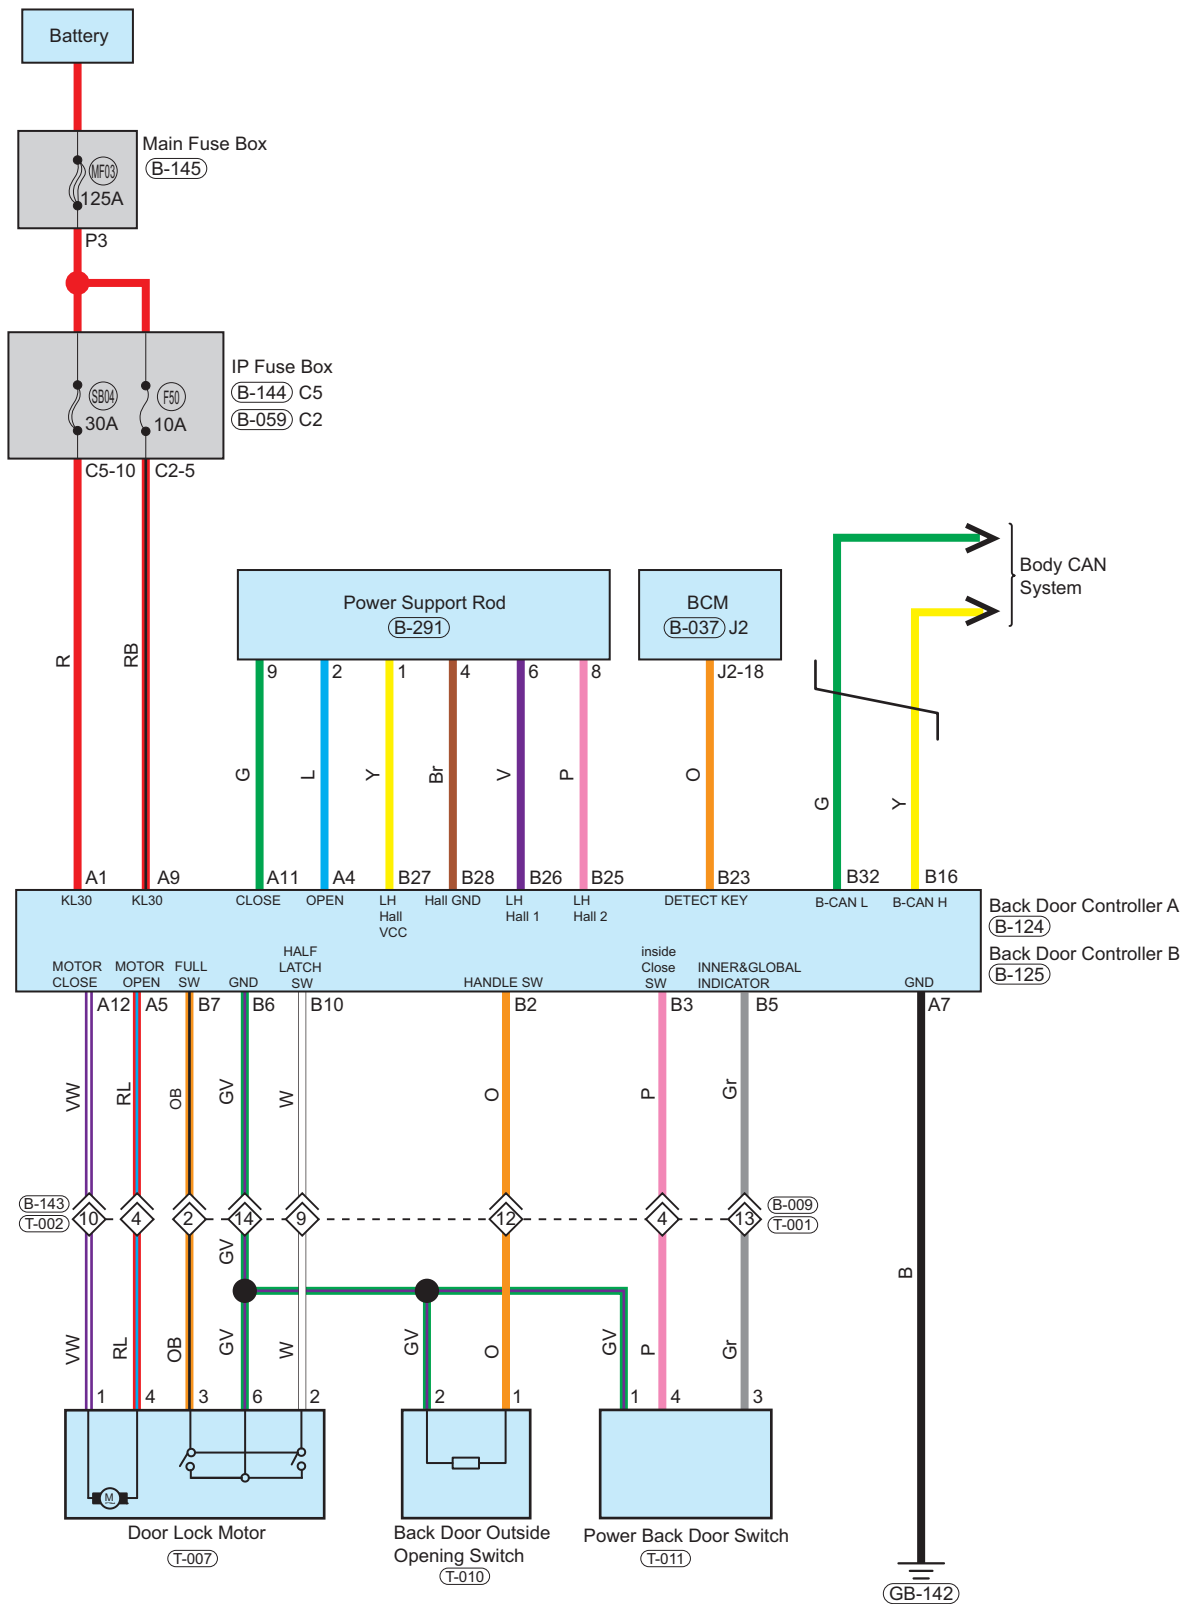 Battery
Main Fuse Box
B-145
MF03
125A
P3
IP Fuse Box
B-144 C5
B-059 C2
SB04
30A
F50
10A
C5-10
C2-5
Body CAN
System
Power Support Rod
B-291
BCM
B-037 J2
9
2
1
4
6
8
J2-18
R
RB
G
L
Y
Br
V
P
O
G
Y
A1
A9
A11
A4
B27
B28
B26
B25
B23
B32
B16
KL30
KL30
CLOSE
OPEN
LH
Hall
VCC
Hall GND
LH
Hall 1
LH
Hall 2
DETECT KEY
B-CAN L
B-CAN H
Back Door Controller A
B-124
Back Door Controller B
B-125
MOTOR
CLOSE
MOTOR
OPEN
FULL
SW
GND
HALF
LATCH
SW
HANDLE SW
inside
Close
SW
INNER&GLOBAL
INDICATOR
GND
A12
A5
B7
B6
B10
B2
B3
B5
A7
VW
RL
OB
GV
W
O
P
Gr
B-143
T-002
10
4
2
14
9
12
4
13
B-009
T-001
GV
B
VW
RL
OB
GV
W
GV
O
GV
P
Gr
1
4
3
6
2
2
1
1
4
3
M
Door Lock Motor
T-007
Back Door Outside
Opening Switch
T-010
Power Back Door Switch
T-011
GB-142